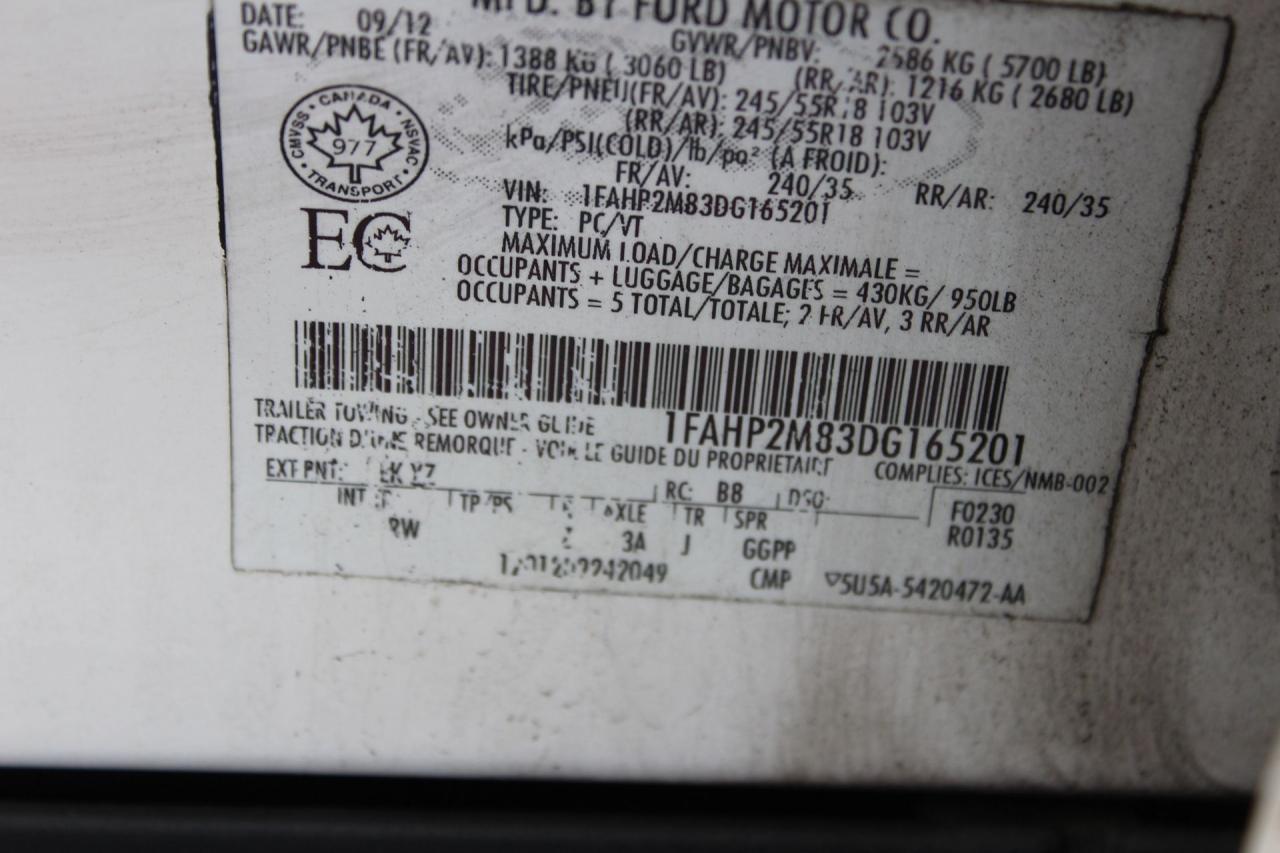 MFD. BY FORD MOTOR CO.
DATE: 09/12
GVWR/PNBV: 2586 KG ( 5700 LB)
GAWR/PNBE (FR/AV): 1388 KG ( 3060 LB)
(RR/AR): 1216 KG ( 2680 LB)
TIRE/PNEU(FR/AV): 245/55R18 103V
(RR/AR): 245/55R18 103V
kPa/PSI(COLD)/lb/po² (A FROID):
FR/AV: 240/35 RR/AR: 240/35
VIN: 1FAHP2M83DG165201
TYPE: PC/VT
MAXIMUM LOAD/CHARGE MAXIMALE =
OCCUPANTS + LUGGAGE/BAGAGES = 430KG/ 950LB
OCCUPANTS = 5 TOTAL/TOTALE; 2 FR/AV, 3 RR/AR
CANADA
CMVSS NSVAC
977
TRANSPORT
EC
1FAHP2M83DG165201
TRAILER TOWING - SEE OWNER GUIDE
TRACTION D'UNE REMORQUE - VOIR LE GUIDE DU PROPRIETAIRE
COMPLIES: ICES/NMB-002
EXT PNT: YZ RC: B8 DSO:
F0230
R0135
INT TP/PS AXLE TR SPR
RW 3A J GGPP
CMP
5U5A-5420472-AA